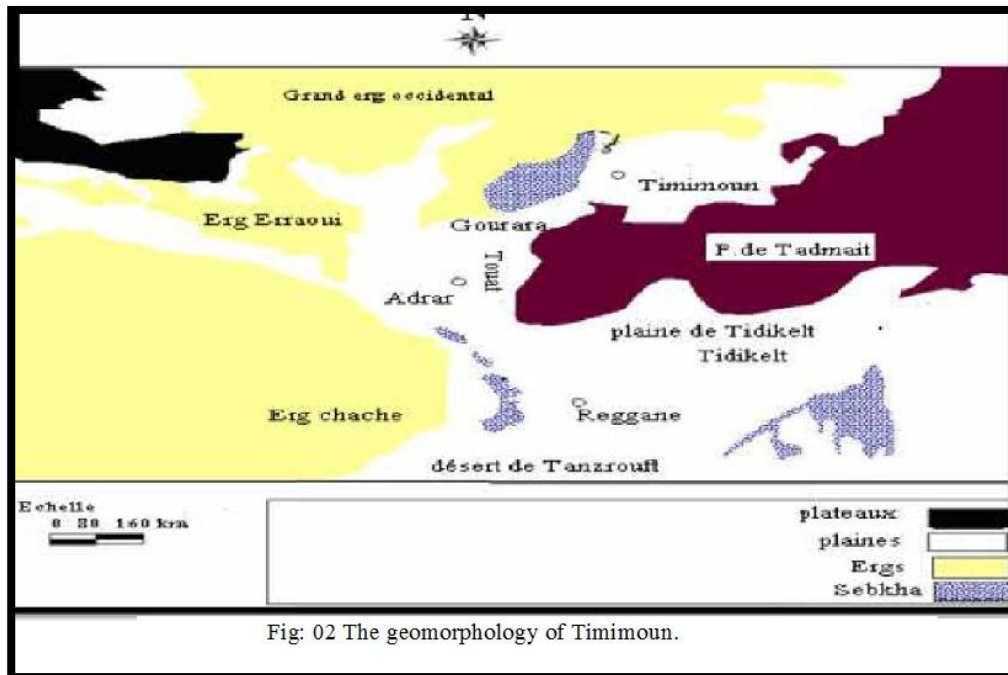 N
Grand erg occidental
Timimoun
Erg Erraoui
Gourara
P. de Tadmait
Touat
Adrar
plaine de Tidikelt
Tidikelt
Erg chache
Reggane
désert de Tanzrouft
Echelle
0 80 160 km
plateaux
plaines
Ergs
Sebkha
Fig: 02 The geomorphology of Timimoun.